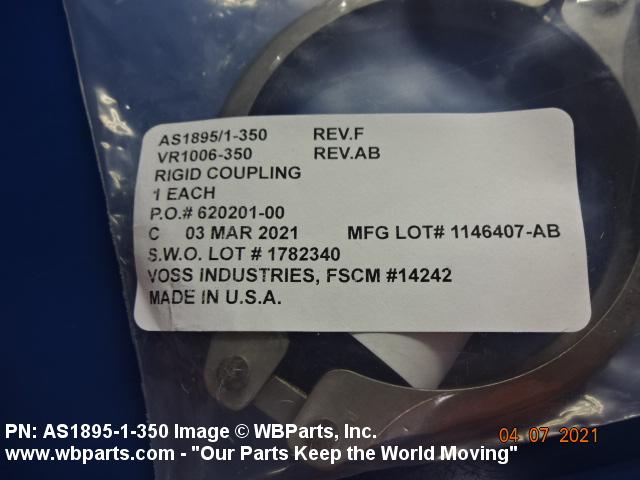 AS1895/1-350 REV.F
VR1006-350 REV.AB
RIGID COUPLING
1 EACH
P.O.# 620201-00
C 03 MAR 2021 MFG LOT# 1146407-AB
S.W.O. LOT # 1782340
VOSS INDUSTRIES, FSCM #14242
MADE IN U.S.A.
PN: AS1895-1-350 Image © WBParts, Inc.
04 07 2021
www.wbparts.com - "Our Parts Keep the World Moving"